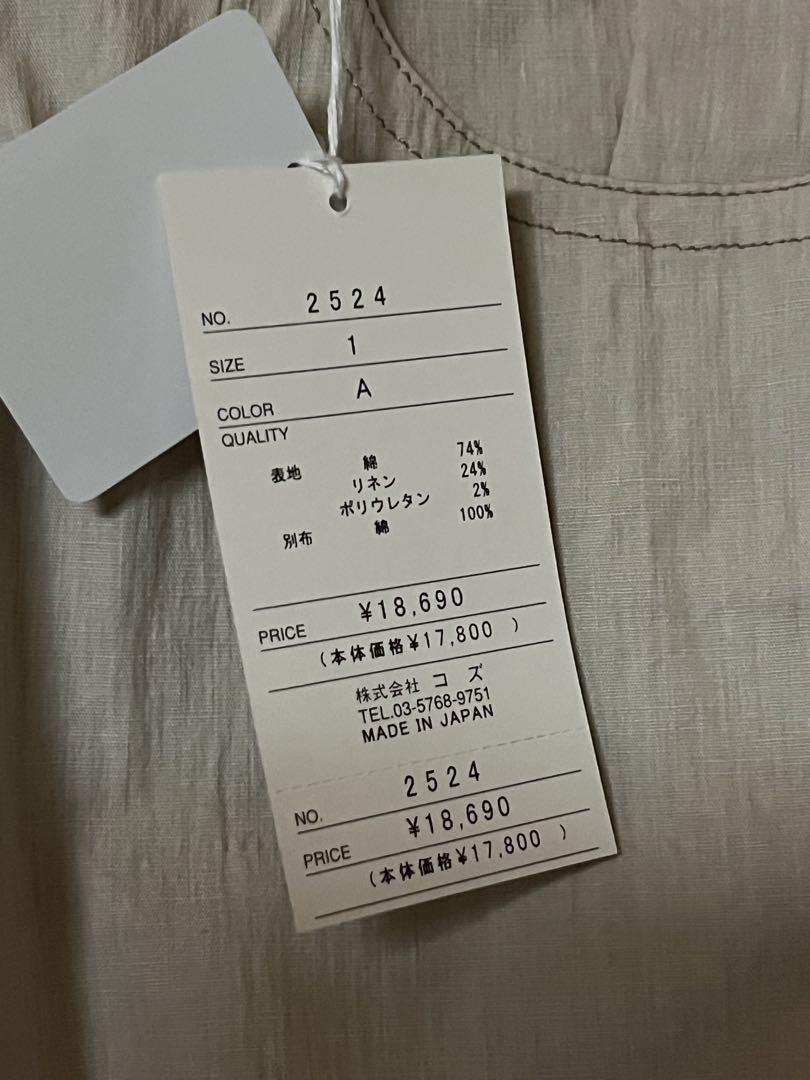 NO. 2524
SIZE 1
COLOR A
QUALITY
表地 綿 74%
リネン 24%
ポリウレタン 2%
別布 綿 100%
PRICE ¥18,690
(本体価格¥17,800 )
株式会社 コズ
TEL.03-5768-9751
MADE IN JAPAN
NO. 2524
PRICE ¥18,690
(本体価格¥17,800 )